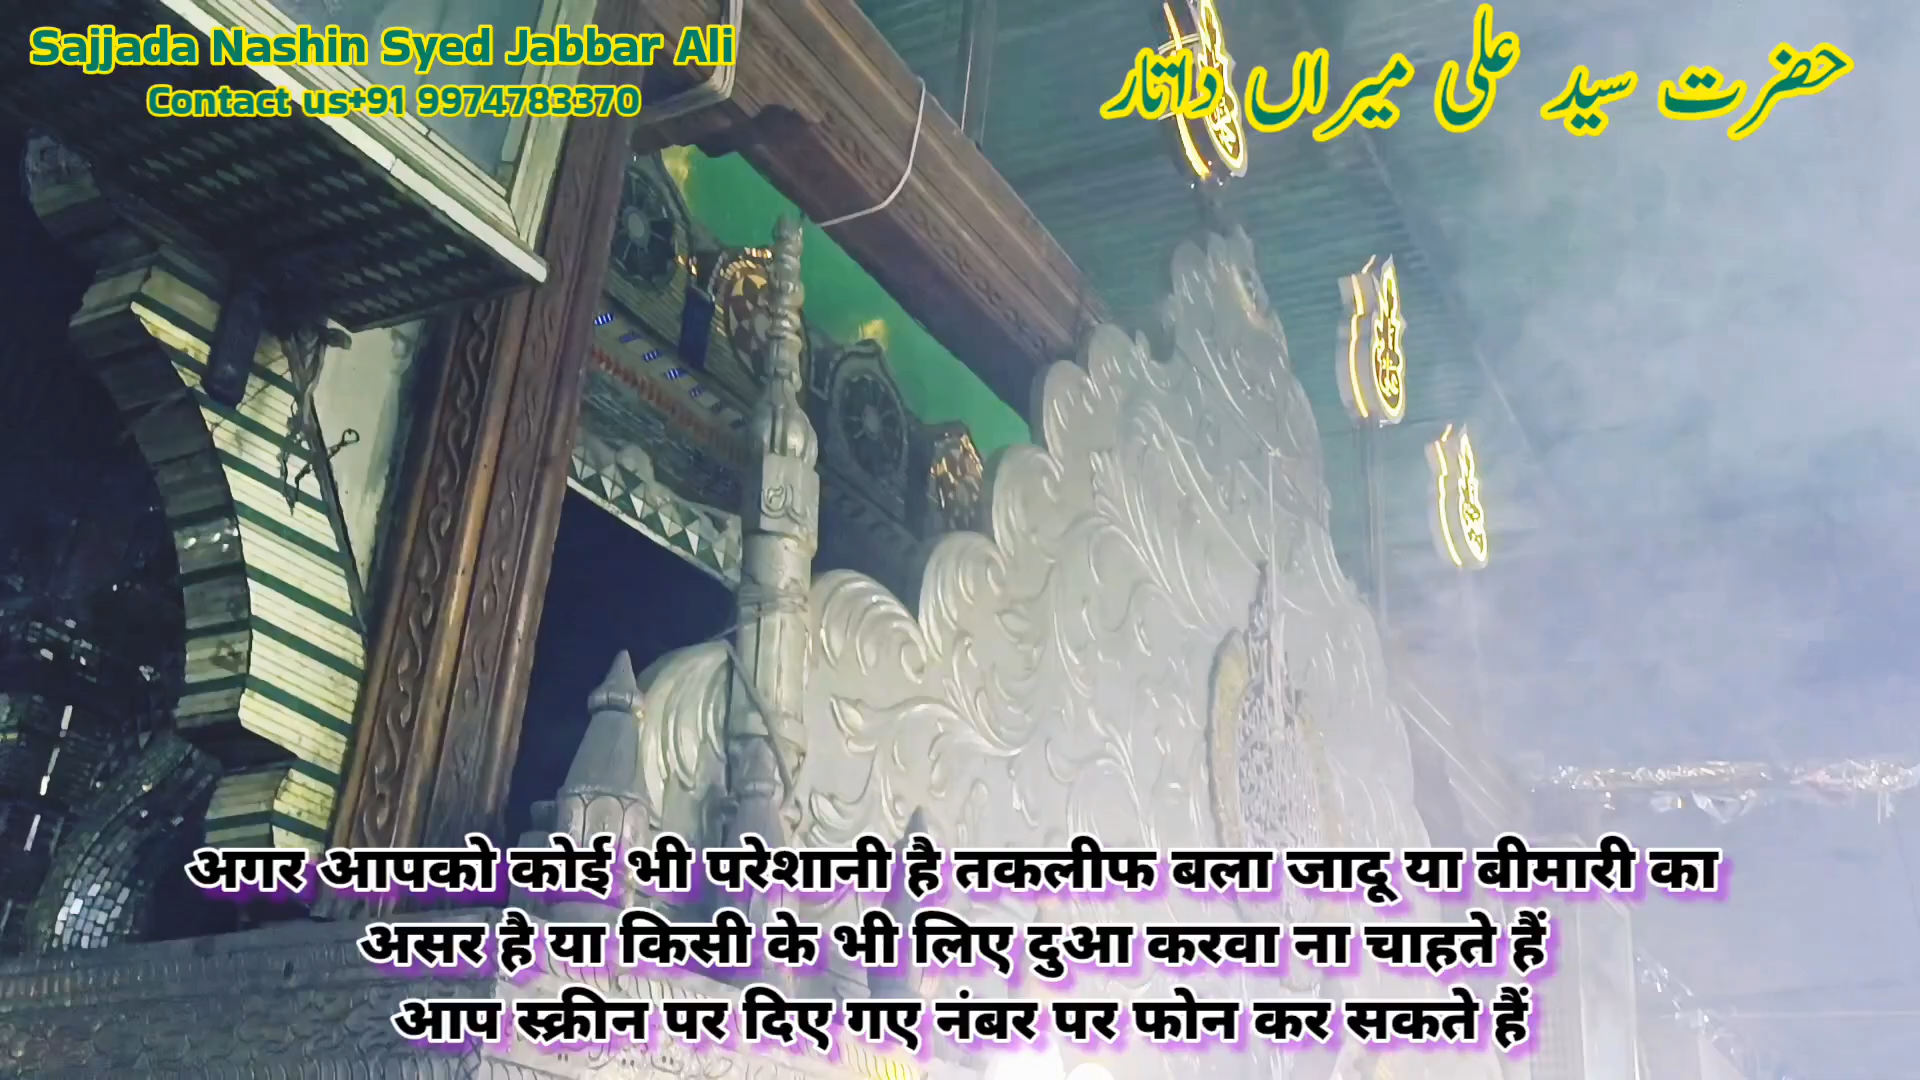 Sajjada Nashin Syed Jabbar Ali
Contact us+91 9974783370
حضرت سید علی میراں داتار
अगर आपको कोई भी परेशानी है तकलीफ बला जादू या बीमारी का
असर है या किसी के भी लिए दुआ करवा ना चाहते हैं
आप स्क्रीन पर दिए गए नंबर पर फोन कर सकते हैं